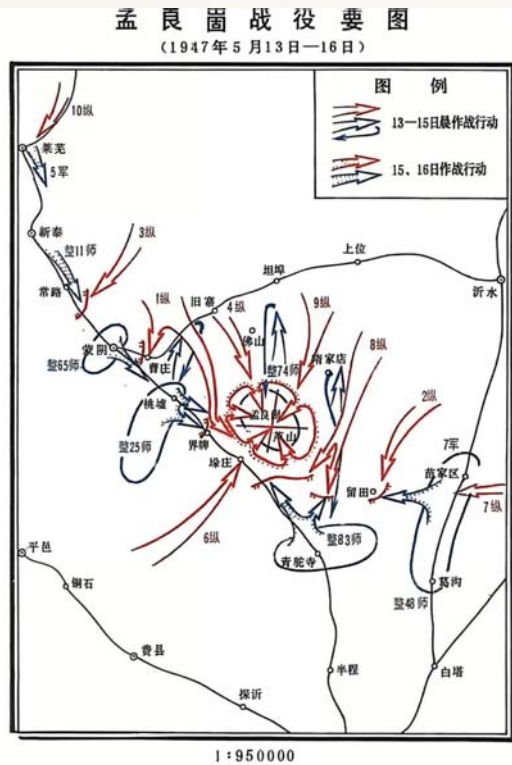 孟良崮战役要图
(1947年5月13日—16日)
图例
13—15日晨作战行动
15、16日作战行动
10纵
莱芜
5军
新泰
整11师
3纵
常路
上位
坦埠
沂水
1纵
旧寨
4纵
9纵
佛山
蒙阴
曹庄
整65师
整74师
8纵
桃墟
孟良崮
芦山
2纵
整25师
界牌
垛庄
7军
苗家区
留田
7纵
6纵
整83师
平邑
青驼寺
铜石
整48师
葛沟
费县
半程
白塔
探沂
1:950000